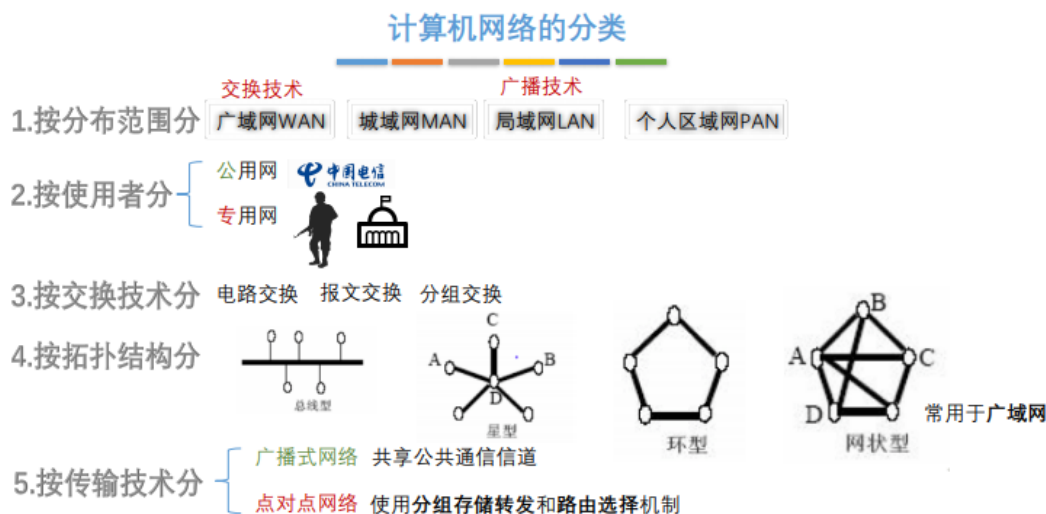 计算机网络的分类
交换技术 广播技术
1.按分布范围分 广域网WAN 城域网MAN 局域网LAN 个人区域网PAN
2.按使用者分
公用网 中国电信
CHINA TELECOM
专用网
3.按交换技术分 电路交换 报文交换 分组交换
4.按拓扑结构分
总线型
C
A B
D
星型
环型
B
A C
D
网状型
常用于广域网
5.按传输技术分
广播式网络 共享公共通信信道
点对点网络 使用分组存储转发和路由选择机制